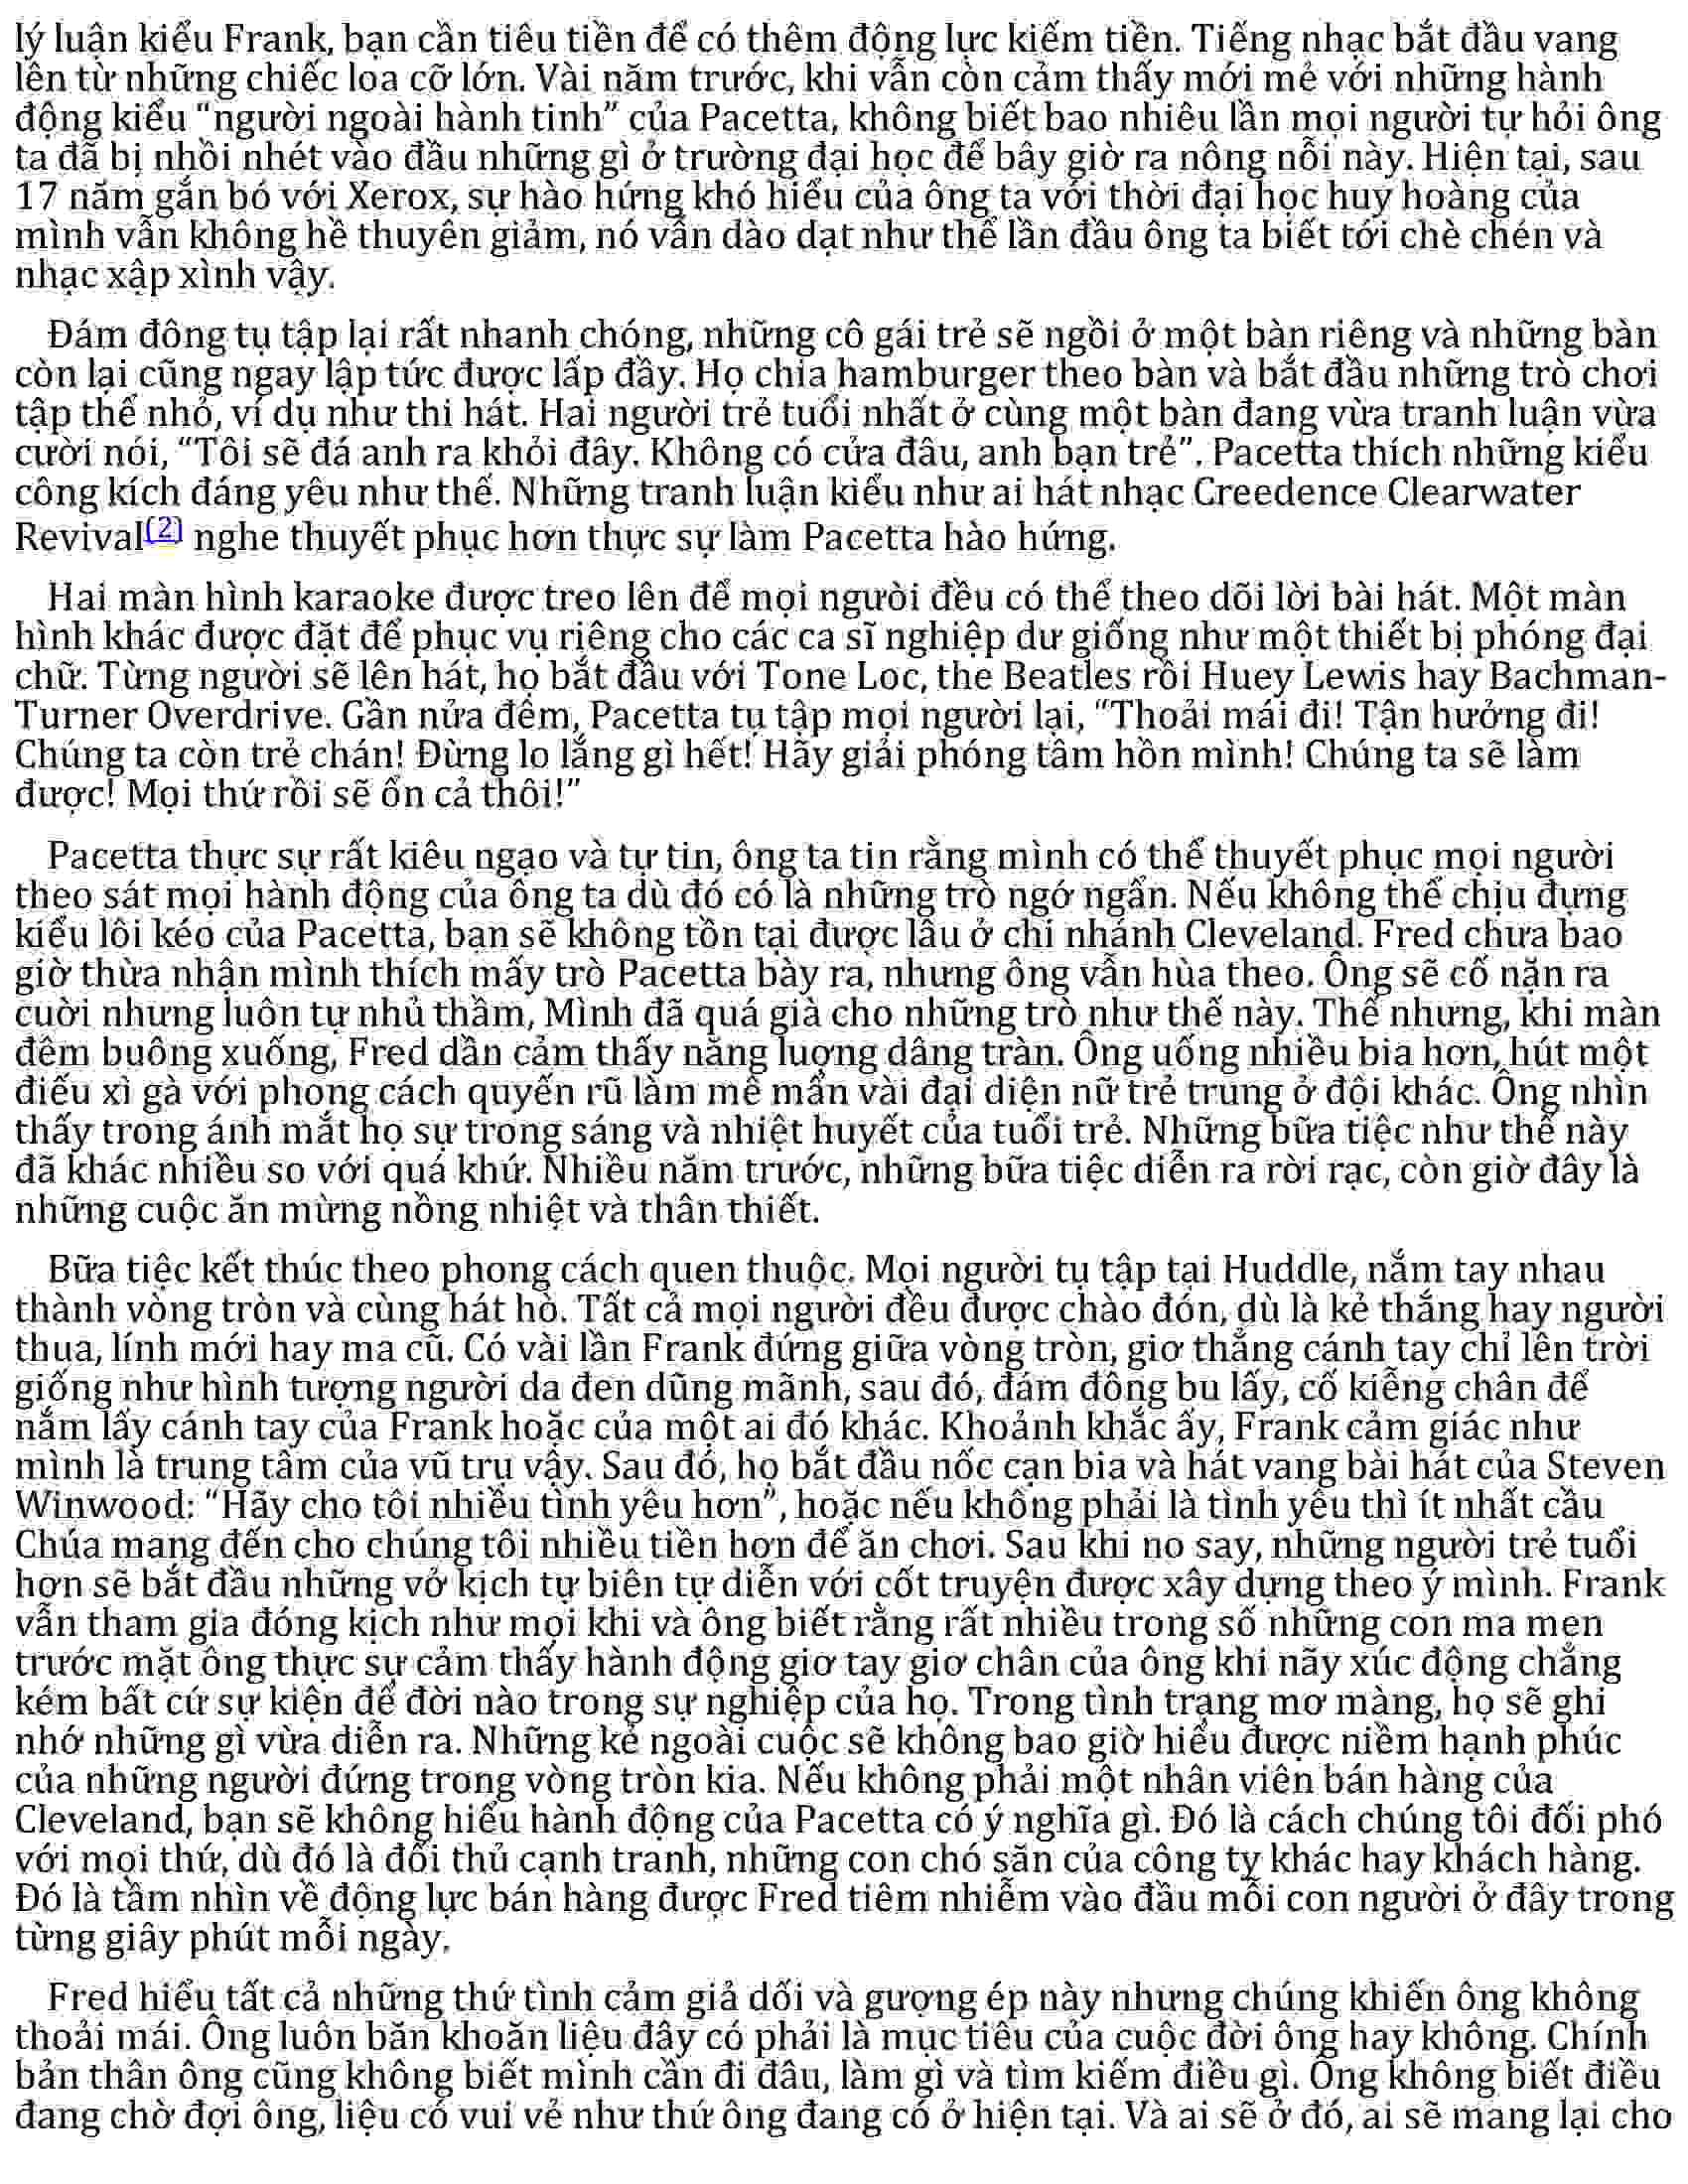 lý luận kiểu Frank, bạn cần tiêu tiền để có thêm động lực kiếm tiền. Tiếng nhạc bắt đầu vang
lên từ những chiếc loa cỡ lớn. Vài năm trước, khi vẫn còn cảm thấy mới mẻ với những hành
động kiểu “người ngoài hành tinh” của Pacetta, không biết bao nhiêu lần mọi người tự hỏi ông
ta đã bị nhồi nhét vào đầu những gì ở trường đại học để bây giờ ra nông nỗi này. Hiện tại, sau
17 năm gắn bó với Xerox, sự hào hứng khó hiểu của ông ta với thời đại học huy hoàng của
mình vẫn không hề thuyên giảm, nó vẫn dào dạt như thể lần đầu ông ta biết tới chè chén và
nhạc xập xình vậy.
Đám đông tụ tập lại rất nhanh chóng, những cô gái trẻ sẽ ngồi ở một bàn riêng và những bàn
còn lại cũng ngay lập tức được lấp đầy. Họ chia hamburger theo bàn và bắt đầu những trò chơi
tập thể nhỏ, ví dụ như thi hát. Hai người trẻ tuổi nhất ở cùng một bàn đang vừa tranh luận vừa
cười nói, “Tôi sẽ đá anh ra khỏi đây. Không có cửa đâu, anh bạn trẻ”. Pacetta thích những kiểu
công kích đáng yêu như thế. Những tranh luận kiểu như ai hát nhạc Creedence Clearwater
Revival(2) nghe thuyết phục hơn thực sự làm Pacetta hào hứng.
Hai màn hình karaoke được treo lên để mọi người đều có thể theo dõi lời bài hát. Một màn
hình khác được đặt để phục vụ riêng cho các ca sĩ nghiệp dư giống như một thiết bị phóng đại
chữ. Từng người sẽ lên hát, họ bắt đầu với Tone Loc, the Beatles rồi Huey Lewis hay Bachman-
Turner Overdrive. Gần nửa đêm, Pacetta tụ tập mọi người lại, “Thoải mái đi! Tận hưởng đi!
Chúng ta còn trẻ chán! Đừng lo lắng gì hết! Hãy giải phóng tâm hồn mình! Chúng ta sẽ làm
được! Mọi thứ rồi sẽ ổn cả thôi!”
Pacetta thực sự rất kiêu ngạo và tự tin, ông ta tin rằng mình có thể thuyết phục mọi người
theo sát mọi hành động của ông ta dù đó có là những trò ngớ ngẩn. Nếu không thể chịu đựng
kiểu lôi kéo của Pacetta, bạn sẽ không tồn tại được lâu ở chi nhánh Cleveland. Fred chưa bao
giờ thừa nhận mình thích mấy trò Pacetta bày ra, nhưng ông vẫn hùa theo. Ông sẽ cố nặn ra
cười nhưng luôn tự nhủ thầm, Mình đã quá già cho những trò như thế này. Thế nhưng, khi màn
đêm buông xuống, Fred dần cảm thấy năng lượng dâng tràn. Ông uống nhiều bia hơn, hút một
điếu xì gà với phong cách quyến rũ làm mê mẩn vài đại diện nữ trẻ trung ở đội khác. Ông nhìn
thấy trong ánh mắt họ sự trong sáng và nhiệt huyết của tuổi trẻ. Những bữa tiệc như thế này
đã khác nhiều so với quá khứ. Nhiều năm trước, những bữa tiệc diễn ra rời rạc, còn giờ đây là
những cuộc ăn mừng nồng nhiệt và thân thiết.
Bữa tiệc kết thúc theo phong cách quen thuộc. Mọi người tụ tập tại Huddle, nắm tay nhau
thành vòng tròn và cùng hát hò. Tất cả mọi người đều được chào đón, dù là kẻ thắng hay người
thua, lính mới hay ma cũ. Có vài lần Frank đứng giữa vòng tròn, giơ thẳng cánh tay chỉ lên trời
giống như hình tượng người da đen dũng mãnh, sau đó, đám đông bu lấy, cố kiễng chân để
nắm lấy cánh tay của Frank hoặc của một ai đó khác. Khoảnh khắc ấy, Frank cảm giác như
mình là trung tâm của vũ trụ vậy. Sau đó, họ bắt đầu nốc cạn bia và hát vang bài hát của Steven
Winwood: “Hãy cho tôi nhiều tình yêu hơn”, hoặc nếu không phải là tình yêu thì ít nhất cầu
Chúa mang đến cho chúng tôi nhiều tiền hơn để ăn chơi. Sau khi no say, những người trẻ tuổi
hơn sẽ bắt đầu những vở kịch tự biên tự diễn với cốt truyện được xây dựng theo ý mình. Frank
vẫn tham gia đóng kịch như mọi khi và ông biết rằng rất nhiều trong số những con ma men
trước mặt ông thực sự cảm thấy hành động giơ tay giơ chân của ông khi nãy xúc động chẳng
kém bất cứ sự kiện để đời nào trong sự nghiệp của họ. Trong tình trạng mơ màng, họ sẽ ghi
nhớ những gì vừa diễn ra. Những kẻ ngoài cuộc sẽ không bao giờ hiểu được niềm hạnh phúc
của những người đứng trong vòng tròn kia. Nếu không phải một nhân viên bán hàng của
Cleveland, bạn sẽ không hiểu hành động của Pacetta có ý nghĩa gì. Đó là cách chúng tôi đối phó
với mọi thứ, dù đó là đối thủ cạnh tranh, những con chó săn của công ty khác hay khách hàng.
Đó là tầm nhìn về động lực bán hàng được Fred tiêm nhiễm vào đầu mỗi con người ở đây trong
từng giây phút mỗi ngày.
Fred hiểu tất cả những thứ tình cảm giả dối và gượng ép này nhưng chúng khiến ông không
thoải mái. Ông luôn băn khoăn liệu đây có phải là mục tiêu của cuộc đời ông hay không. Chính
bản thân ông cũng không biết mình cần đi đâu, làm gì và tìm kiếm điều gì. Ông không biết điều
đang chờ đợi ông, liệu có vui vẻ như thứ ông đang có ở hiện tại. Và ai sẽ ở đó, ai sẽ mang lại cho